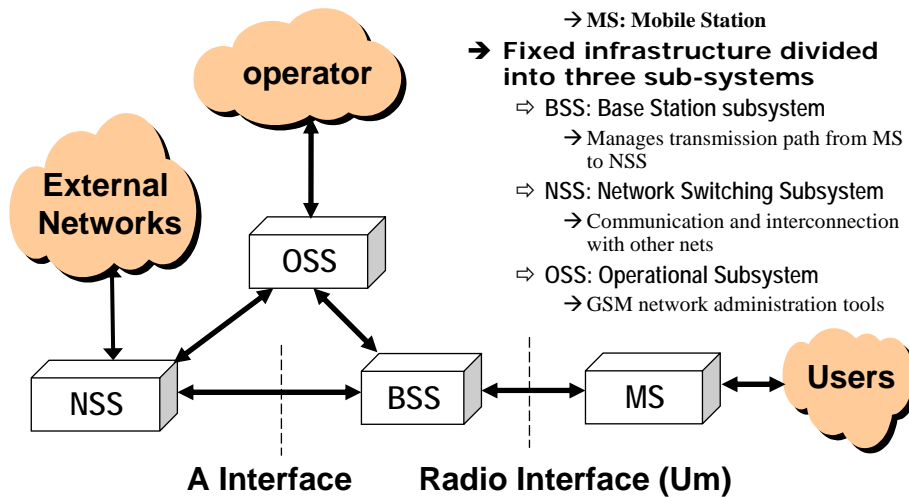 → MS: Mobile Station
➔ Fixed infrastructure divided
into three sub-systems
⇨ BSS: Base Station subsystem
→ Manages transmission path from MS
to NSS
⇨ NSS: Network Switching Subsystem
→ Communication and interconnection
with other nets
⇨ OSS: Operational Subsystem
→ GSM network administration tools
operator
External
Networks
OSS
NSS
BSS
MS
Users
A Interface
Radio Interface (Um)